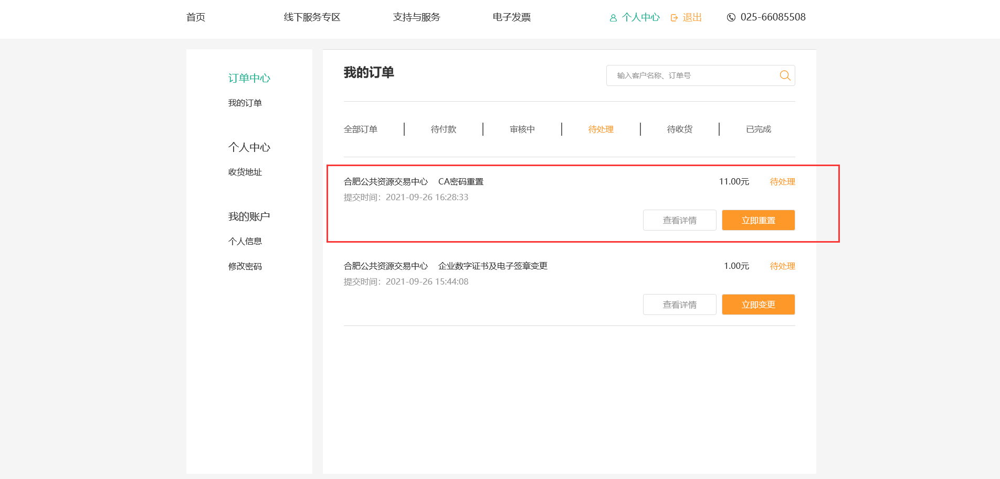 首页 线下服务专区 支持与服务 电子发票 个人中心 退出 025-66085508
订单中心
我的订单
个人中心
收货地址
我的账户
个人信息
修改密码
我的订单
输入客户名称、订单号
全部订单 待付款 审核中 待处理 待收货 已完成
合肥公共资源交易中心 CA密码重置 11.00元 待处理
提交时间：2021-09-26 16:28:33
查看详情 立即重置
合肥公共资源交易中心 企业数字证书及电子签章变更 1.00元 待处理
提交时间：2021-09-26 15:44:08
查看详情 立即变更